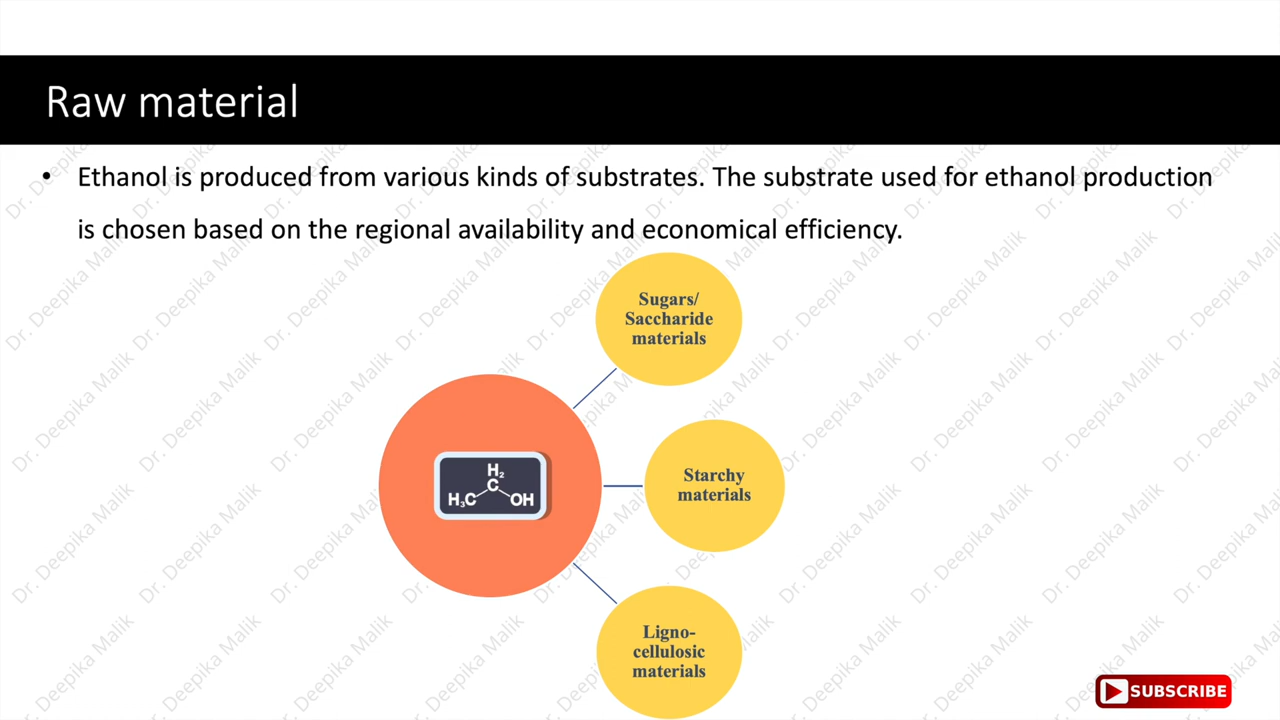 Raw material
• Ethanol is produced from various kinds of substrates. The substrate used for ethanol production
is chosen based on the regional availability and economical efficiency.
Sugars/
Saccharide
materials
H₂
C
H₃C OH
Starchy
materials
Ligno-
cellulosic
materials
SUBSCRIBE
Dr. Deepika Malik